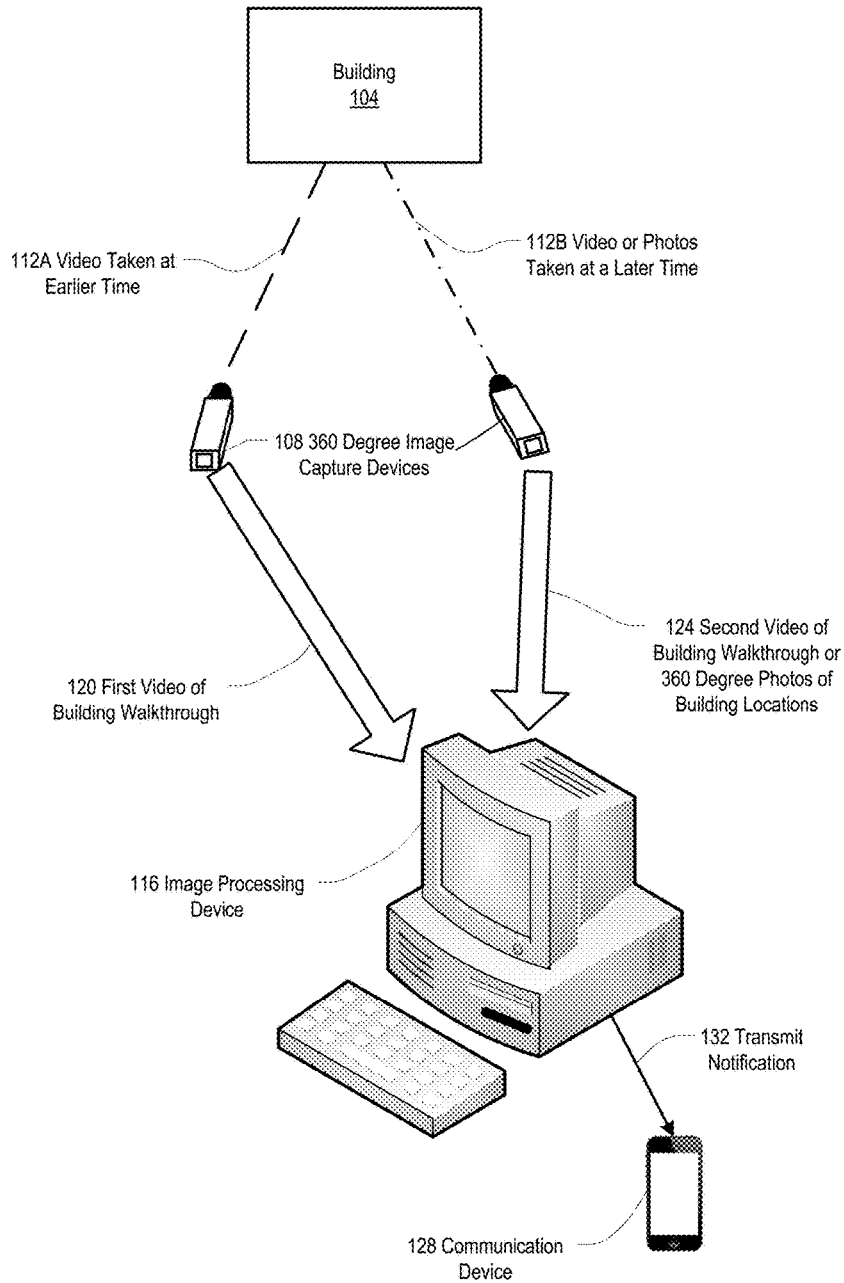 Building
104
112A Video Taken at
Earlier Time
112B Video or Photos
Taken at a Later Time
108 360 Degree Image
Capture Devices
124 Second Video of
Building Walkthrough or
360 Degree Photos of
Building Locations
120 First Video of
Building Walkthrough
116 Image Processing
Device
132 Transmit
Notification
128 Communication
Device